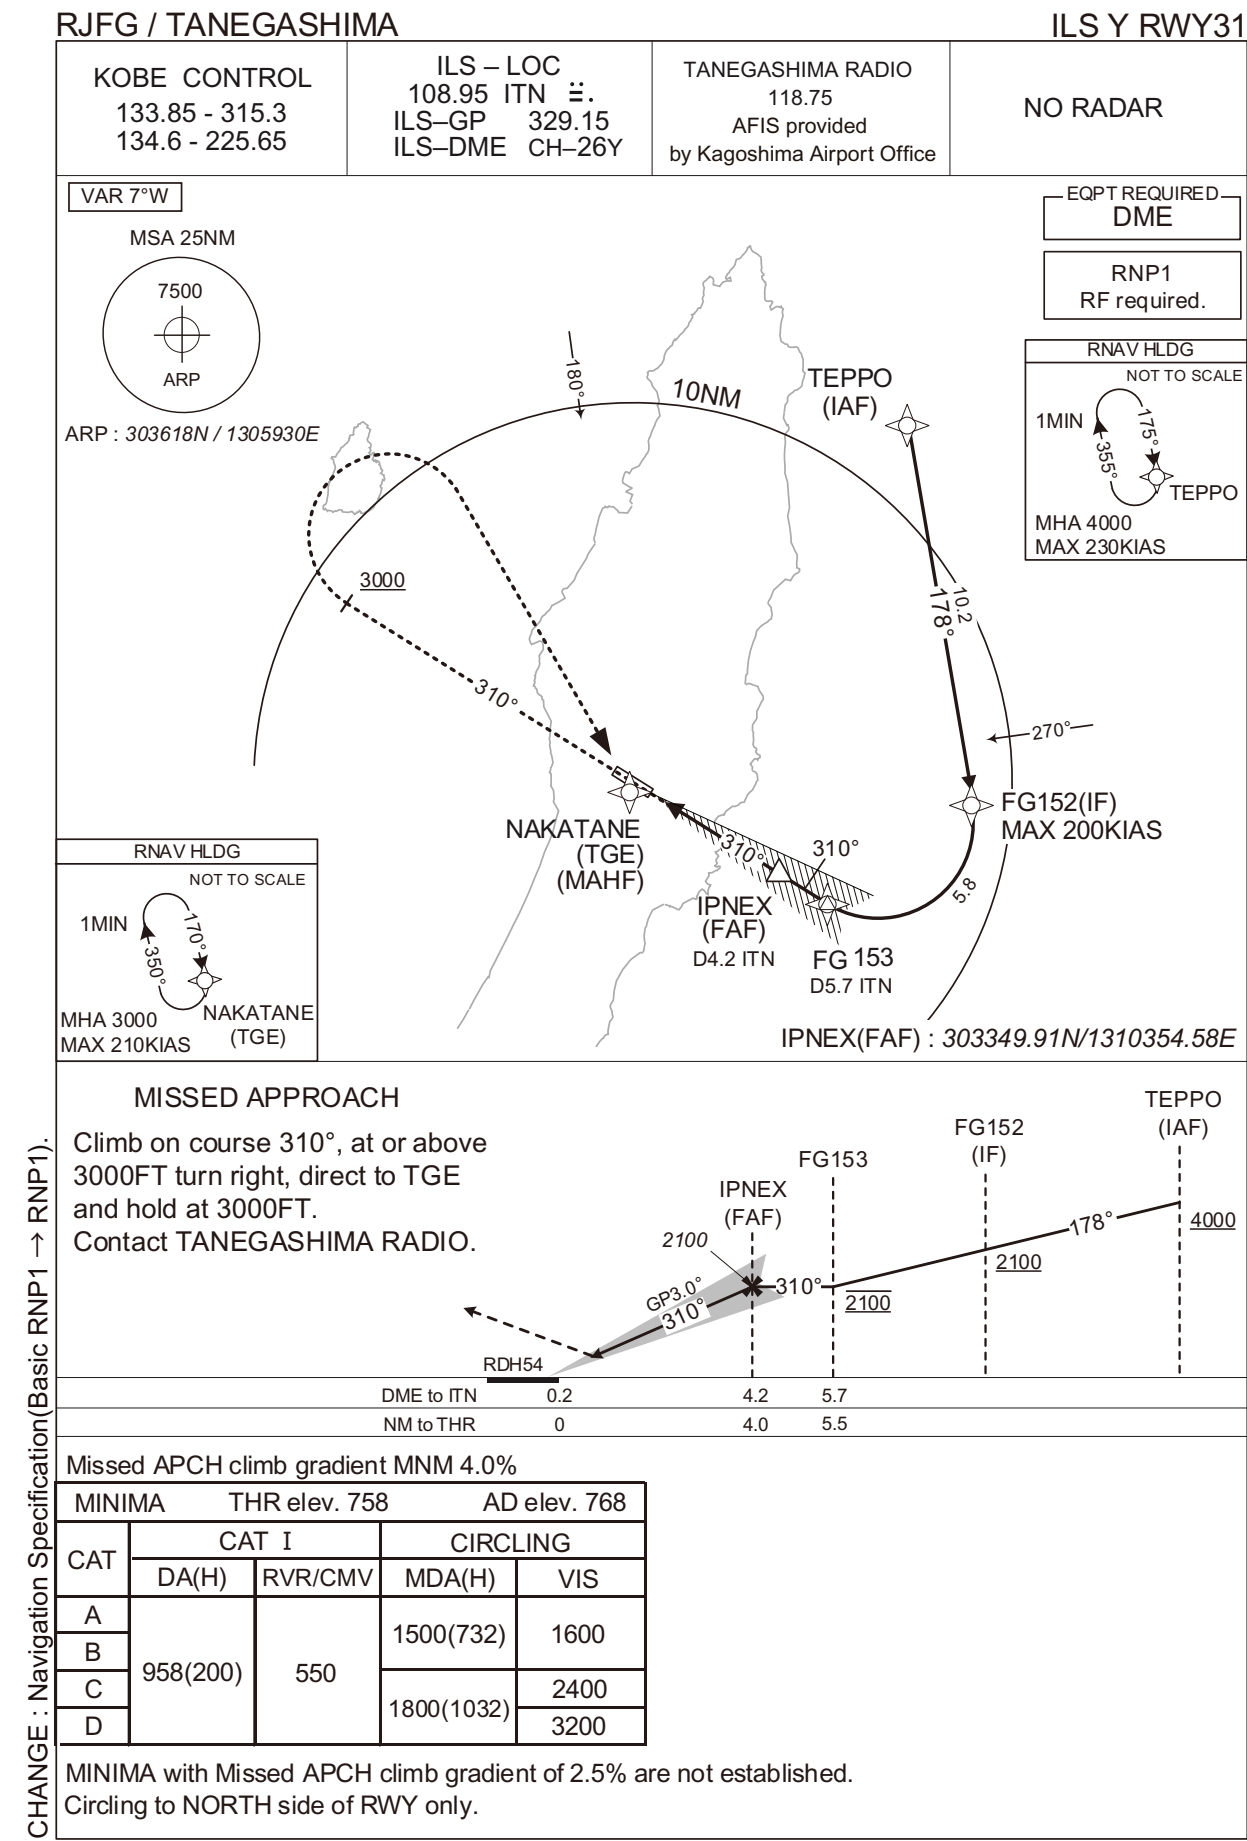 RJFG / TANEGASHIMA
ILS Y RWY31
KOBE CONTROL
133.85 - 315.3
134.6 - 225.65
ILS – LOC
108.95 ITN
ILS–GP 329.15
ILS–DME CH–26Y
TANEGASHIMA RADIO
118.75
AFIS provided
by Kagoshima Airport Office
NO RADAR
VAR 7°W
MSA 25NM
7500
ARP
ARP : 303618N / 1305930E
EQPT REQUIRED
DME
RNP1
RF required.
RNAV HLDG
NOT TO SCALE
1MIN
175°
355°
TEPPO
MHA 4000
MAX 230KIAS
180°
10NM
TEPPO
(IAF)
3000
10.2
178°
310°
270°
FG152(IF)
MAX 200KIAS
NAKATANE
(TGE)
(MAHF)
310°
310°
5.8
IPNEX
(FAF)
D4.2 ITN
FG 153
D5.7 ITN
RNAV HLDG
NOT TO SCALE
1MIN
170°
350°
NAKATANE
(TGE)
MHA 3000
MAX 210KIAS
IPNEX(FAF) : 303349.91N/1310354.58E
MISSED APPROACH
Climb on course 310°, at or above
3000FT turn right, direct to TGE
and hold at 3000FT.
Contact TANEGASHIMA RADIO.
TEPPO
(IAF)
FG152
(IF)
FG153
IPNEX
(FAF)
2100
178°
4000
2100
GP3.0°
310°
310°
2100
RDH54
DME to ITN 0.2 4.2 5.7
NM to THR 0 4.0 5.5
Missed APCH climb gradient MNM 4.0%
MINIMA THR elev. 758 AD elev. 768
CAT
CAT I CIRCLING
DA(H) RVR/CMV MDA(H) VIS
A
B
C
D
958(200) 550
1500(732) 1600
1800(1032)
2400
3200
MINIMA with Missed APCH climb gradient of 2.5% are not established.
Circling to NORTH side of RWY only.
CHANGE : Navigation Specification(Basic RNP1 → RNP1).